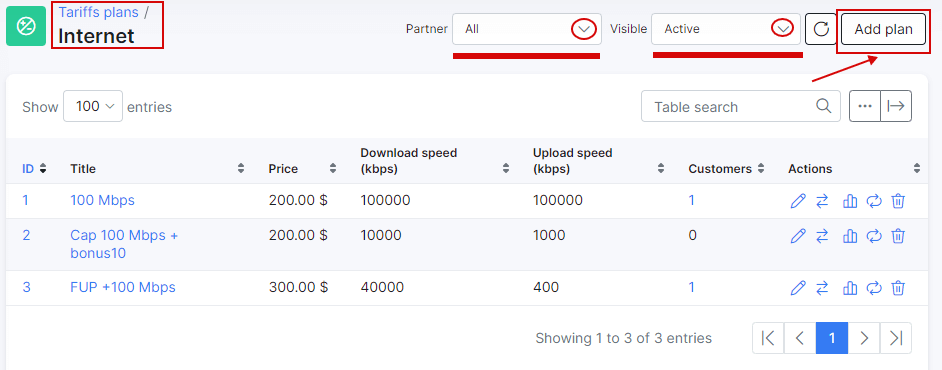 Tariffs plans /
Internet
Partner All Visible Active Add plan
Show 100 entries Table search
ID Title Price Download speed (kbps) Upload speed (kbps) Customers Actions
1 100 Mbps 200.00 $ 100000 100000 1
2 Cap 100 Mbps + bonus10 200.00 $ 10000 1000 0
3 FUP +100 Mbps 300.00 $ 40000 400 1
Showing 1 to 3 of 3 entries 1